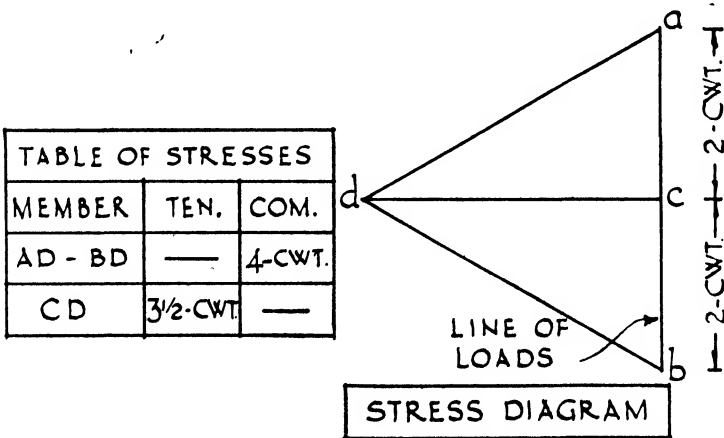 TABLE OF STRESSES
MEMBER TEN. COM.
AD - BD — 4-CWT.
CD 3½-CWT —
a
d
c
b
2-CWT.
2-CWT.
LINE OF
LOADS
STRESS DIAGRAM